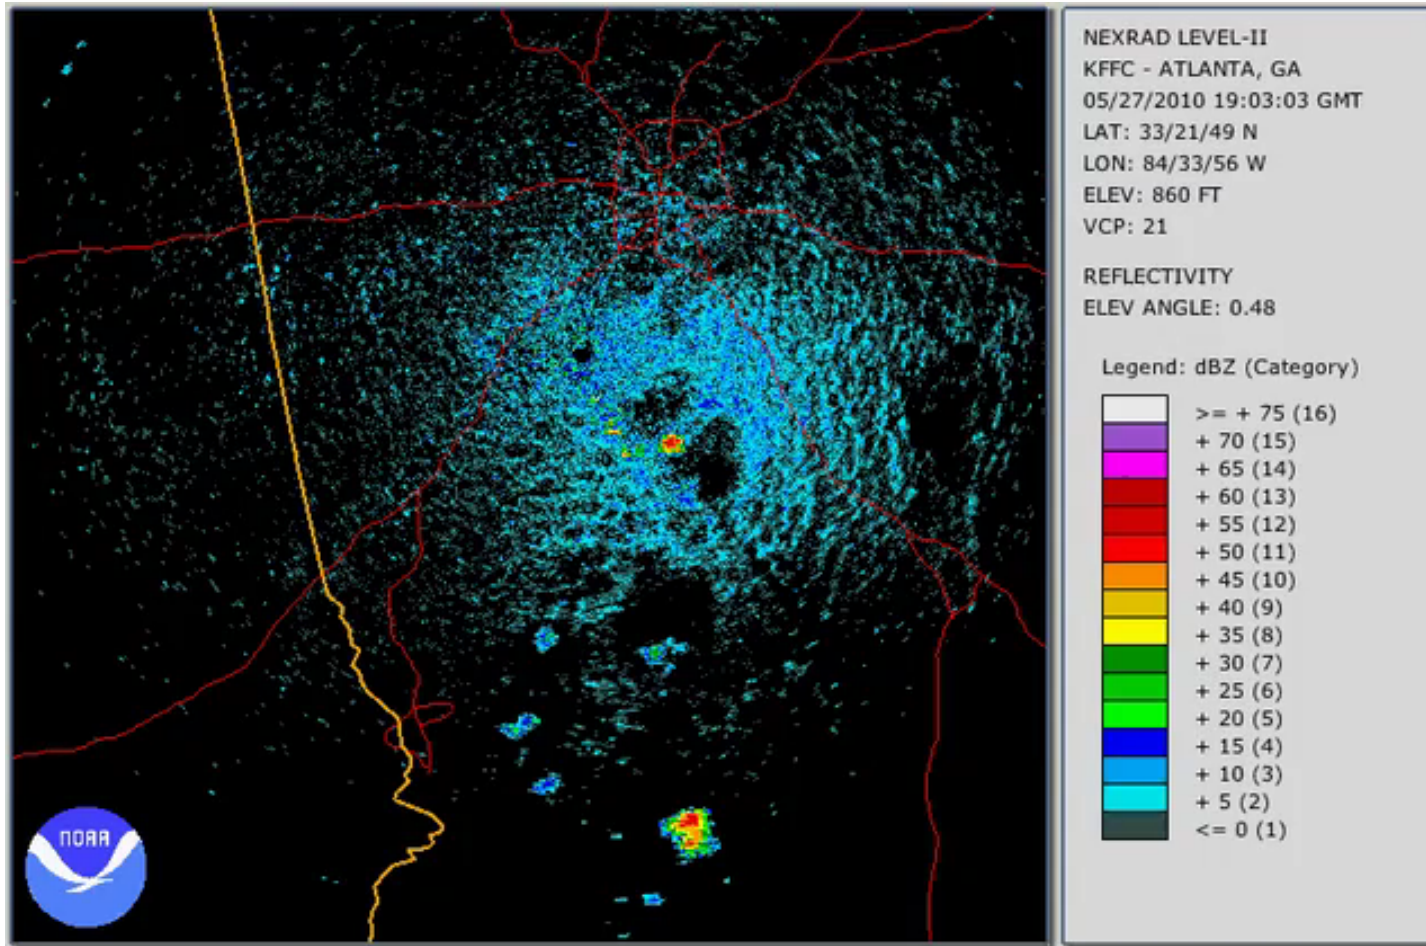 NEXRAD LEVEL-II
KFFC - ATLANTA, GA
05/27/2010 19:03:03 GMT
LAT: 33/21/49 N
LON: 84/33/56 W
ELEV: 860 FT
VCP: 21
REFLECTIVITY
ELEV ANGLE: 0.48
Legend: dBZ (Category)
>= + 75 (16)
+ 70 (15)
+ 65 (14)
+ 60 (13)
+ 55 (12)
+ 50 (11)
+ 45 (10)
+ 40 (9)
+ 35 (8)
+ 30 (7)
+ 25 (6)
+ 20 (5)
+ 15 (4)
+ 10 (3)
+ 5 (2)
<= 0 (1)
NOAA